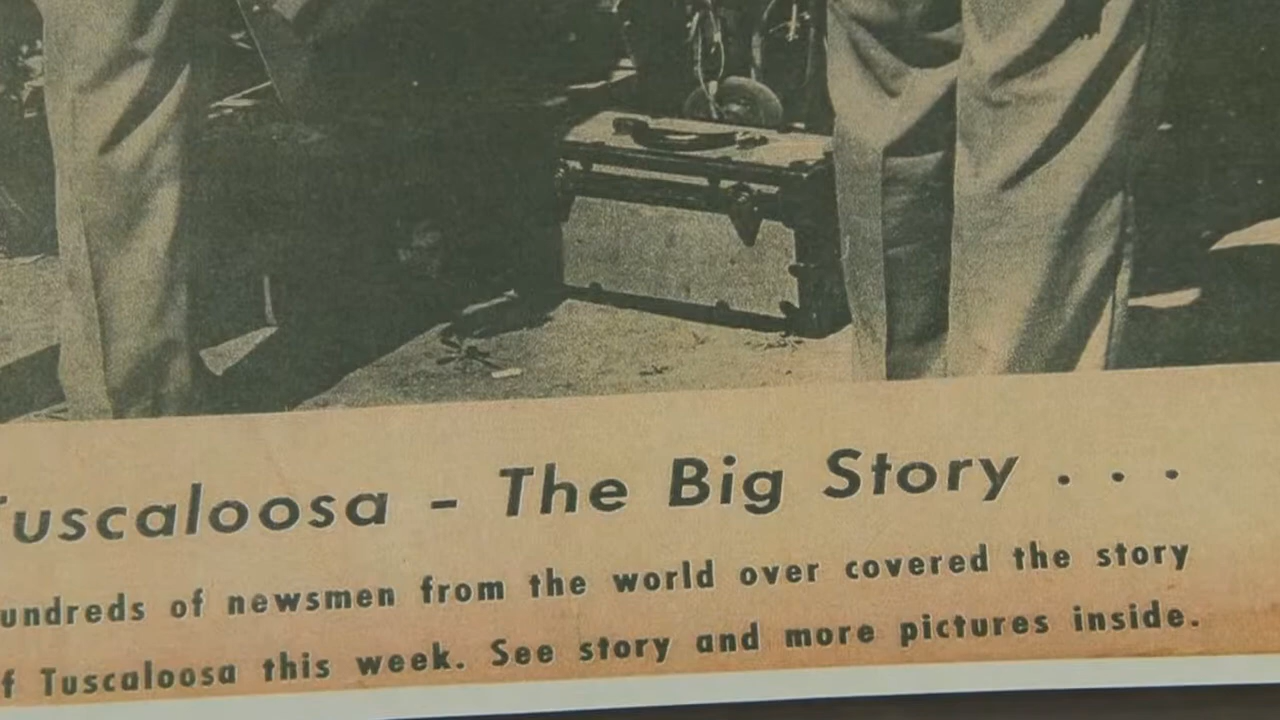 Tuscaloosa - The Big Story . . .
undreds of newsmen from the world over covered the story
f Tuscaloosa this week. See story and more pictures inside.